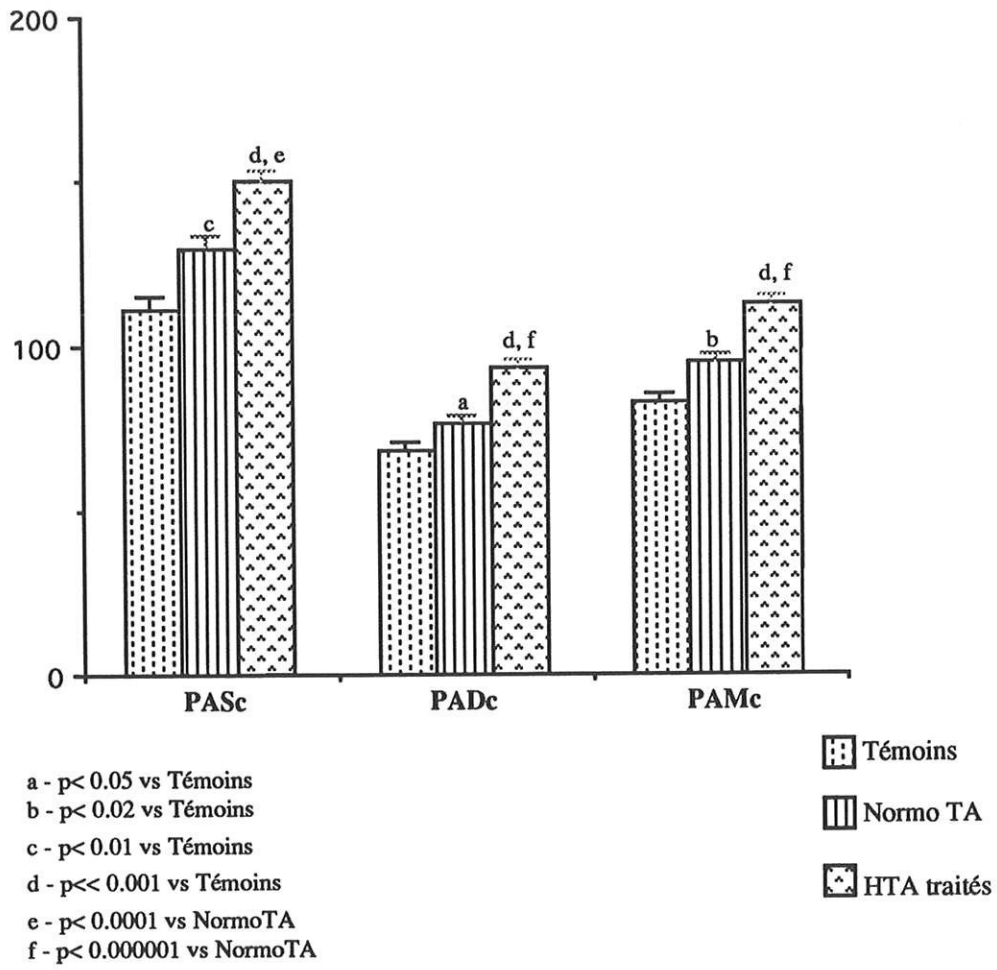 200
d, e
c
d, f
100
d, f
b
a
0
PASc
PADc
PAMc
Témoins
a - p< 0.05 vs Témoins
b - p< 0.02 vs Témoins
Normo TA
c - p< 0.01 vs Témoins
d - p<< 0.001 vs Témoins
HTA traités
e - p< 0.0001 vs NormoTA
f - p< 0.000001 vs NormoTA